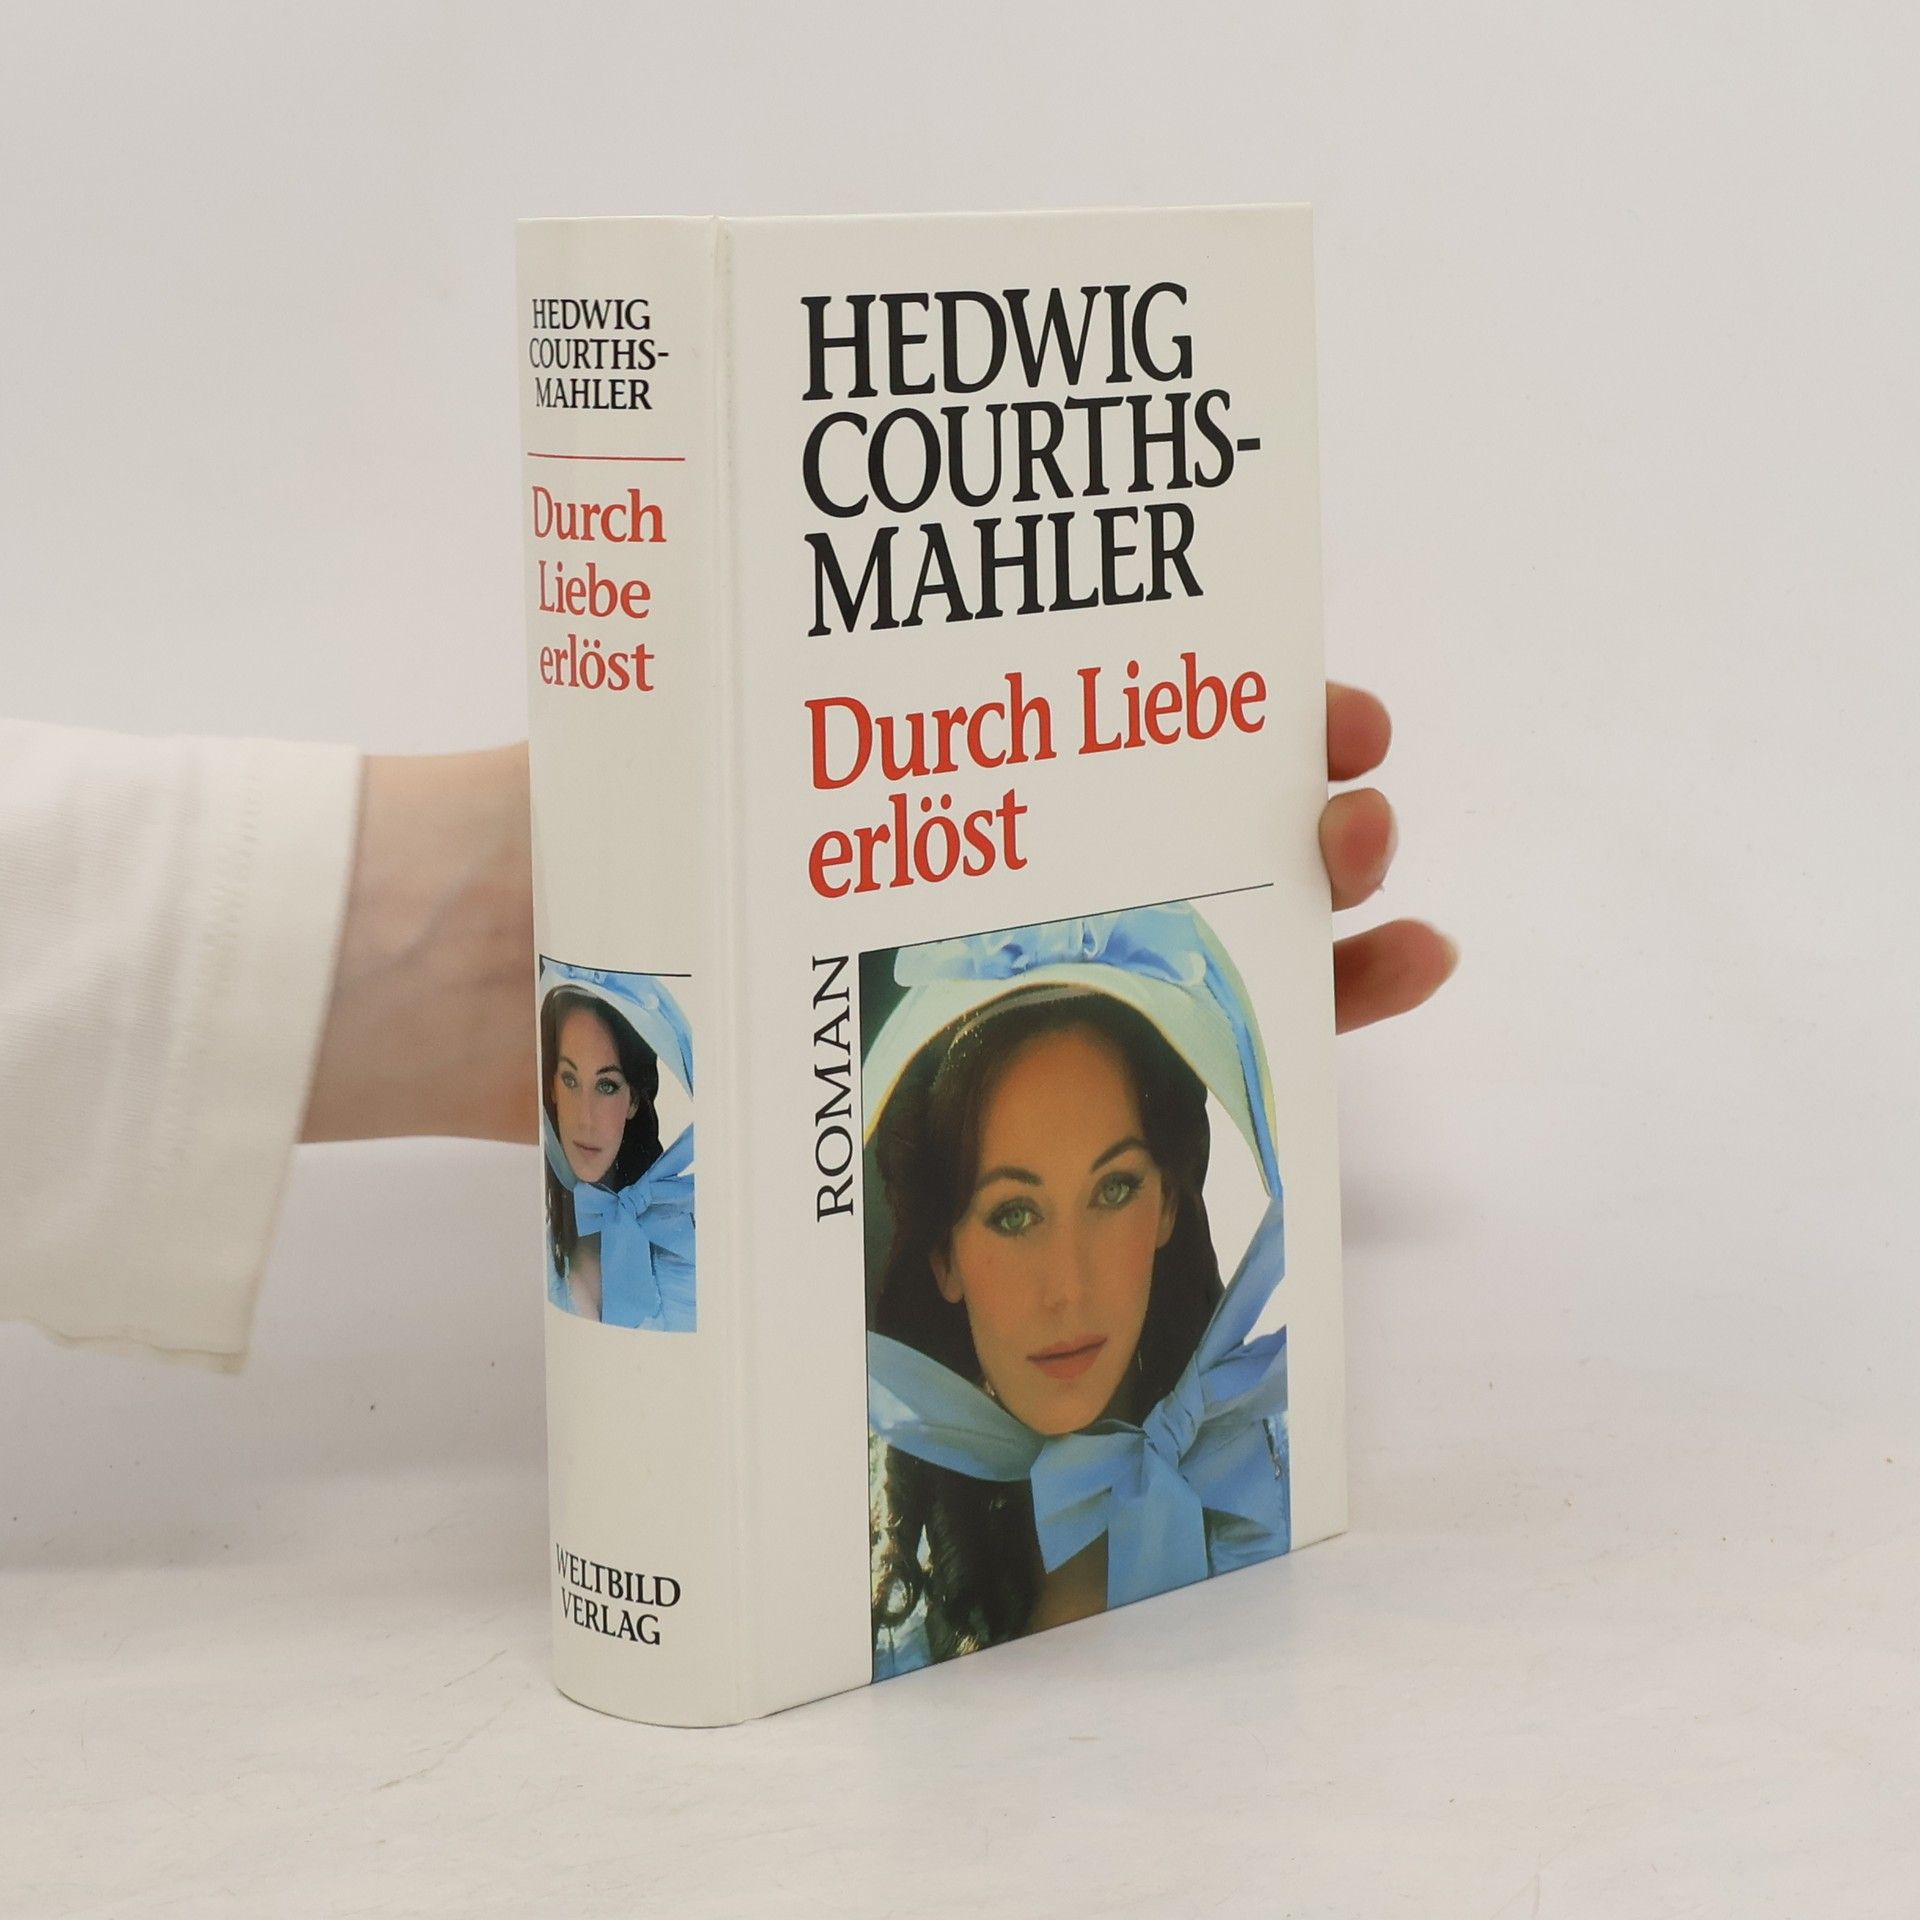 HEDWIG
COURTHS-
MAHLER
Durch
Liebe
erlöst
WELTBILD
VERLAG
HEDWIG
COURTHS-
MAHLER
Durch Liebe
erlöst
ROMAN